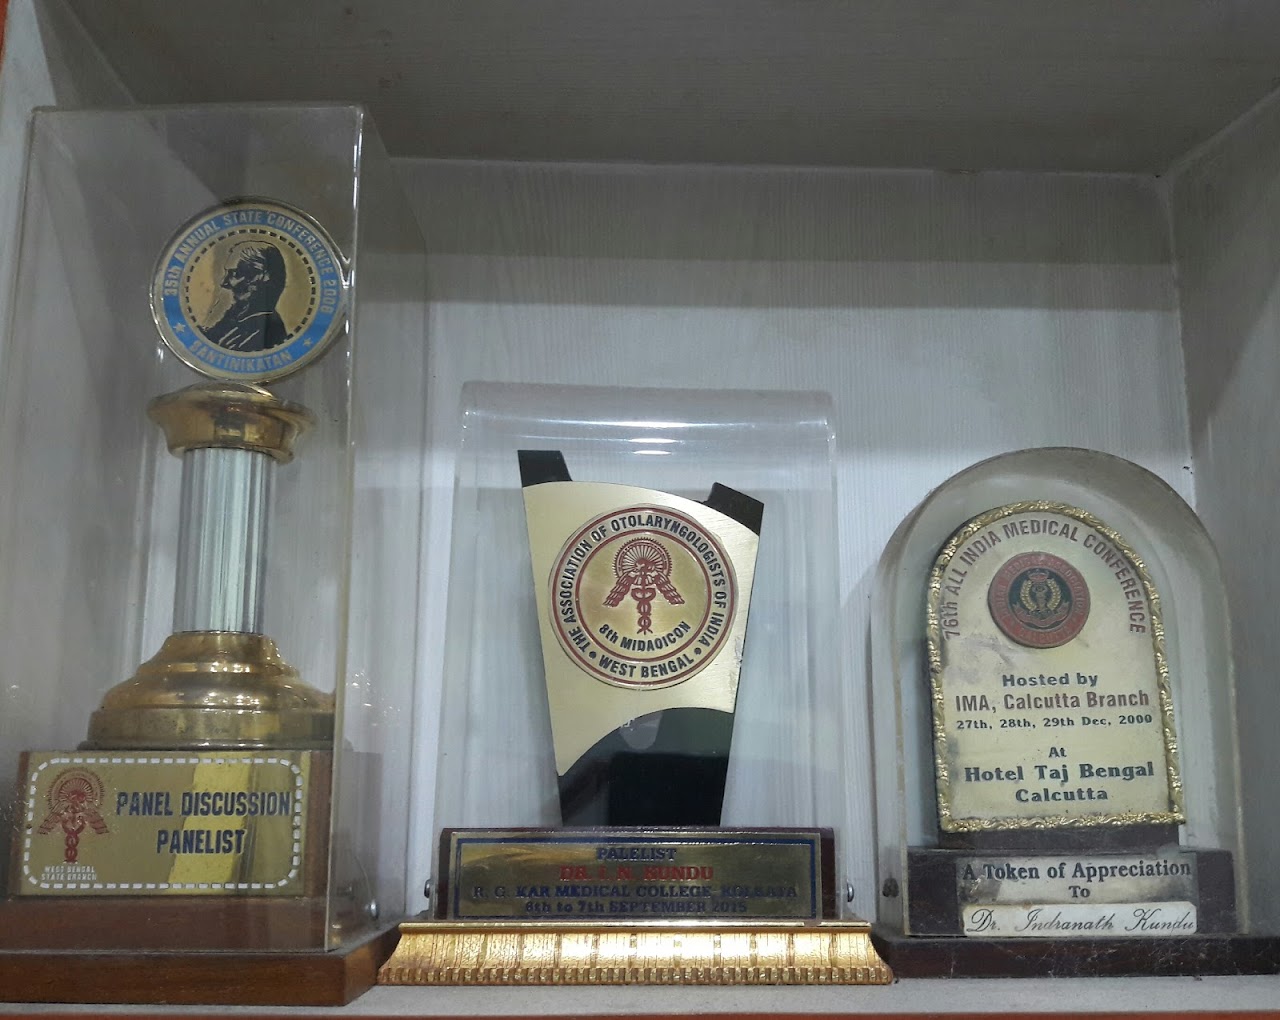 35th ANNUAL STATE CONFERENCE 2006
SANTINIKATAN
PANEL DISCUSSION
PANELIST
WEST BENGAL
STATE BRANCH
THE ASSOCIATION OF OTOLARYNGOLOGISTS OF INDIA
8th MIDAOICON
WEST BENGAL
PALELIST
DR. I. N. KUNDU
R. G. KAR MEDICAL COLLEGE, KOLKATA
6th to 7th SEPTEMBER 2015
76th ALL INDIA MEDICAL CONFERENCE
Hosted by
IMA, Calcutta Branch
27th, 28th, 29th Dec, 2000
At
Hotel Taj Bengal
Calcutta
A Token of Appreciation
To
Dr. Indranath Kundu